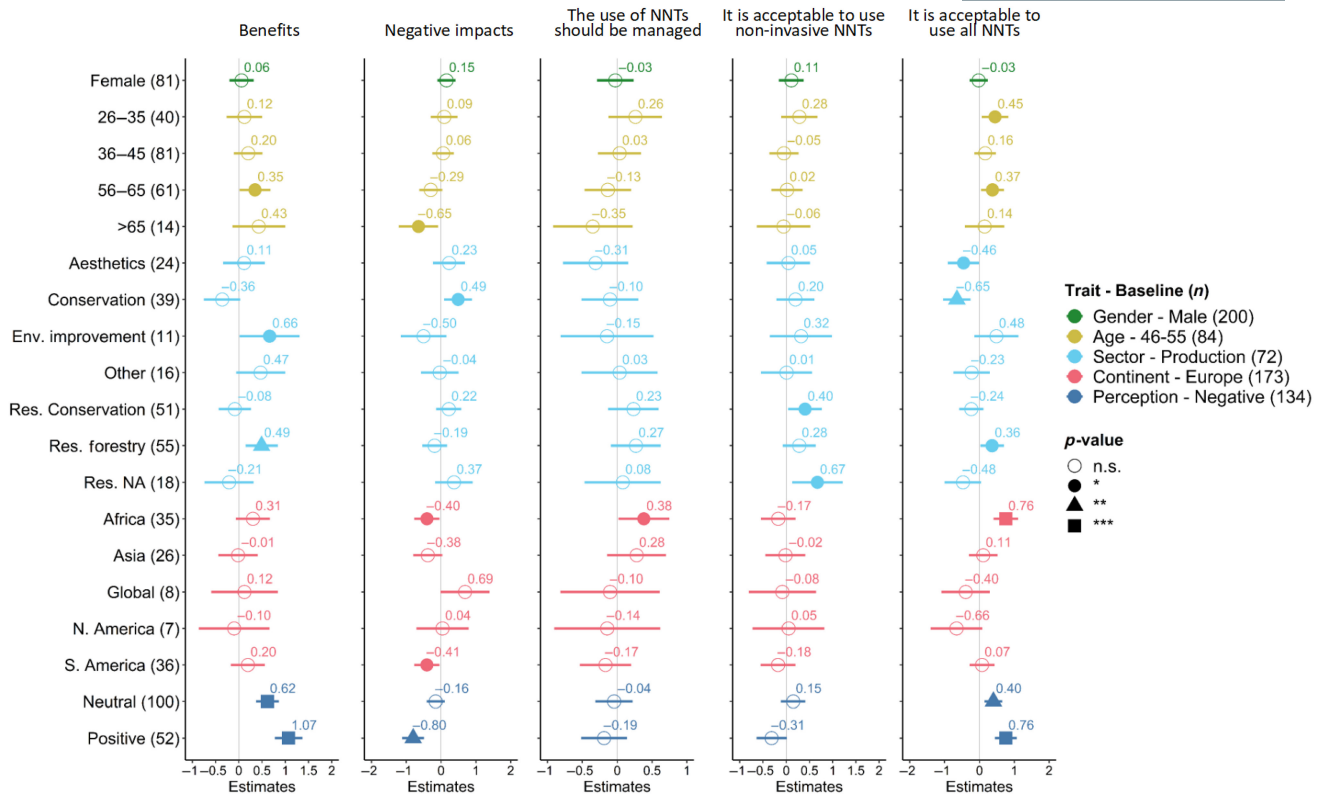 Benefits
Negative impacts
The use of NNTs
should be managed
It is acceptable to use
non-invasive NNTs
It is acceptable to
use all NNTs
Female (81) 0.06 0.15 −0.03 0.11 −0.03
26−35 (40) 0.12 0.09 0.26 0.28 0.45
36−45 (81) 0.20 0.06 0.03 −0.05 0.16
56−65 (61) 0.35 −0.29 −0.13 0.02 0.37
>65 (14) 0.43 −0.65 −0.35 −0.06 0.14
Aesthetics (24) 0.11 0.23 −0.31 0.05 −0.46
Conservation (39) −0.36 0.49 −0.10 0.20 −0.65
Env. improvement (11) 0.66 −0.50 −0.15 0.32 0.48
Other (16) 0.47 −0.04 0.03 0.01 −0.23
Res. Conservation (51) −0.08 0.22 0.23 0.40 −0.24
Res. forestry (55) 0.49 −0.19 0.27 0.28 0.36
Res. NA (18) −0.21 0.37 0.08 0.67 −0.48
Africa (35) 0.31 −0.40 0.38 −0.17 0.76
Asia (26) −0.01 −0.38 0.28 −0.02 0.11
Global (8) 0.12 0.69 −0.10 −0.08 −0.40
N. America (7) −0.10 0.04 −0.14 0.05 −0.66
S. America (36) 0.20 −0.41 −0.17 −0.18 0.07
Neutral (100) 0.62 −0.16 −0.04 0.15 0.40
Positive (52) 1.07 −0.80 −0.19 −0.31 0.76
−1 −0.5 0 0.5 1 1.5 2
Estimates
−2 −1 0 1 2
Estimates
−1 −0.5 0 0.5 1
Estimates
−1 −0.5 0 0.5 1 1.5 2
Estimates
−2 −1 0 1 2
Estimates
Trait - Baseline (n)
Gender - Male (200)
Age - 46-55 (84)
Sector - Production (72)
Continent - Europe (173)
Perception - Negative (134)
p-value
n.s.
*
**
***